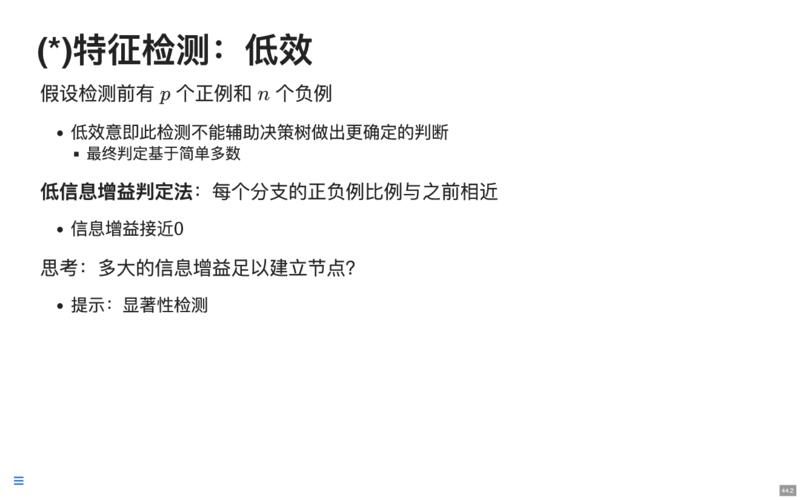 (*)特征检测：低效
假设检测前有 p 个正例和 n 个负例
• 低效意即此检测不能辅助决策树做出更确定的判断
▪ 最终判定基于简单多数
低信息增益判定法：每个分支的正负例比例与之前相近
• 信息增益接近0
思考：多大的信息增益足以建立节点?
• 提示：显著性检测
44.2